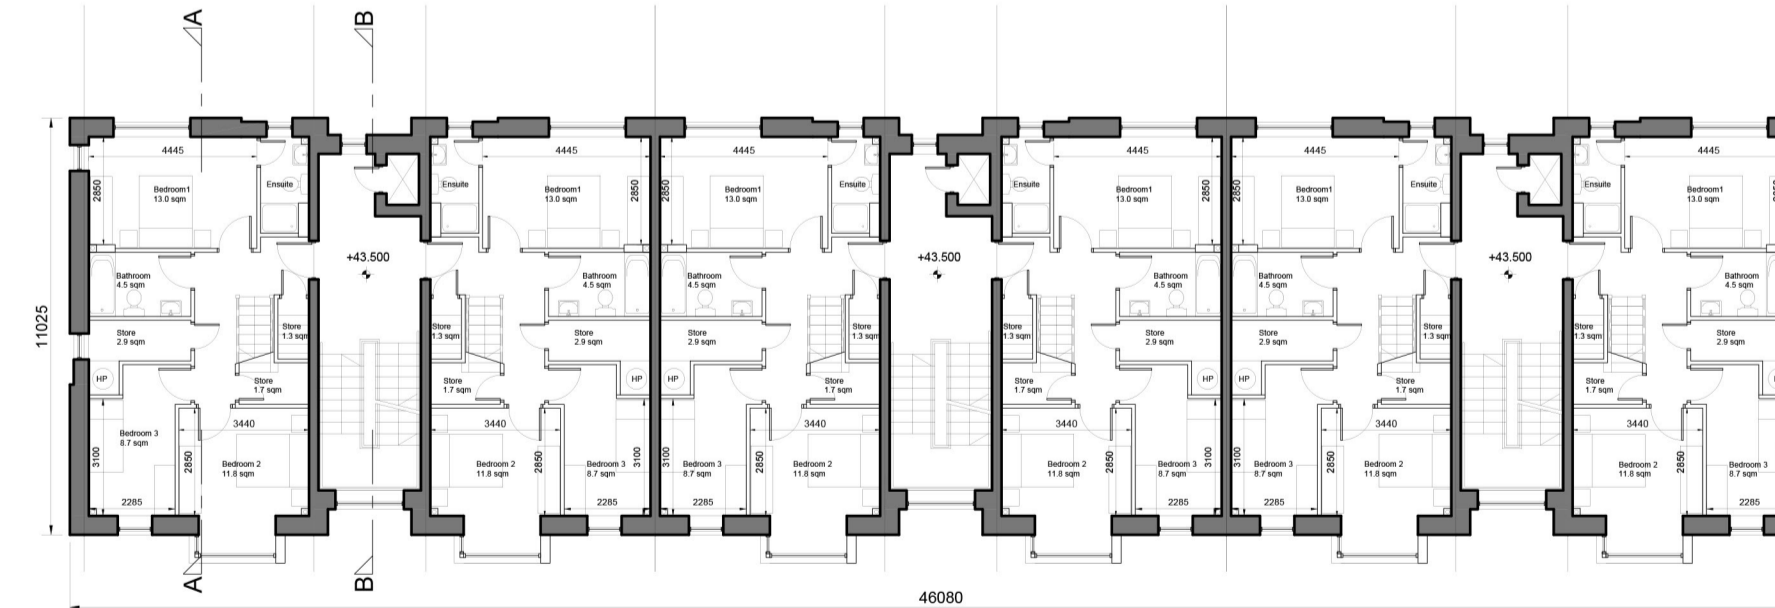 A
B
4445
4445
4445
4445
4445
4445
Bedroom1
13.0 sqm
Ensuite
2850
Ensuite
Bedroom1
13.0 sqm
2850
2850
Bedroom1
13.0 sqm
Ensuite
Ensuite
Bedroom1
13.0 sqm
2850
2850
Bedroom1
13.0 sqm
Ensuite
Ensuite
Bedroom1
13.0 sqm
+43.500
+43.500
+43.500
Bathroom
4.5 sqm
Bathroom
4.5 sqm
Bathroom
4.5 sqm
Bathroom
4.5 sqm
Bathroom
4.5 sqm
Bathroom
4.5 sqm
11025
Store
2.9 sqm
Store
1.3 sqm
Store
1.3 sqm
Store
2.9 sqm
Store
2.9 sqm
Store
1.3 sqm
Store
1.3 sqm
Store
2.9 sqm
Store
2.9 sqm
Store
1.3 sqm
Store
1.3 sqm
Store
2.9 sqm
HP
Store
1.7 sqm
Store
1.7 sqm
HP
HP
Store
1.7 sqm
Store
1.7 sqm
HP
HP
Store
1.7 sqm
Store
1.7 sqm
3440
3440
3440
3440
3440
3440
Bedroom 3
8.7 sqm
3100
2850
Bedroom 2
11.8 sqm
Bedroom 2
11.8 sqm
2850
Bedroom 3
8.7 sqm
3100
3100
Bedroom 3
8.7 sqm
2850
Bedroom 2
11.8 sqm
Bedroom 2
11.8 sqm
2850
Bedroom 3
8.7 sqm
3100
3100
Bedroom 3
8.7 sqm
2850
Bedroom 2
11.8 sqm
Bedroom 2
11.8 sqm
2850
Bedroom 3
8.7 sqm
2285
2285
2285
2285
2285
2285
A
B
46080